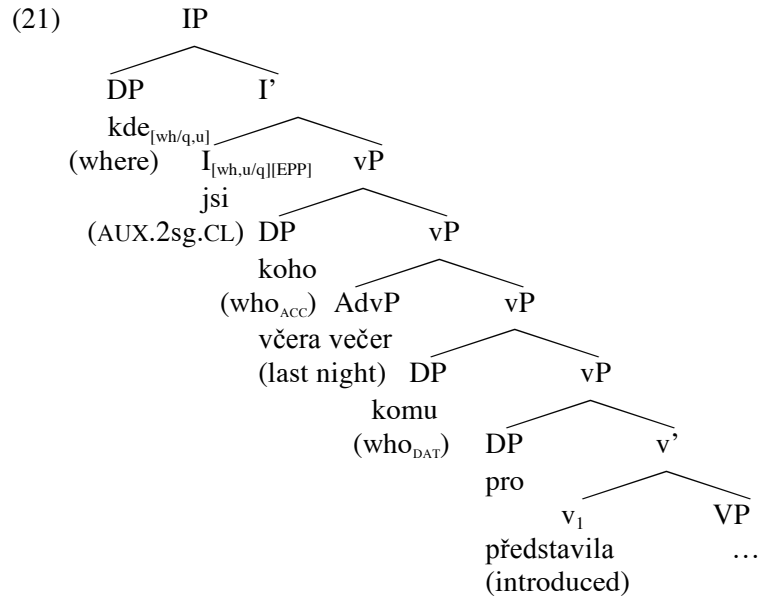 (21) IP
DP I’
kde[wh/q,u]
(where) I[wh,u/q][EPP] vP
jsi
(AUX.2sg.CL) DP vP
koho
(whoACC) AdvP vP
včera večer
(last night) DP vP
komu
(whoDAT) DP v’
pro
v1 VP
představila …
(introduced)